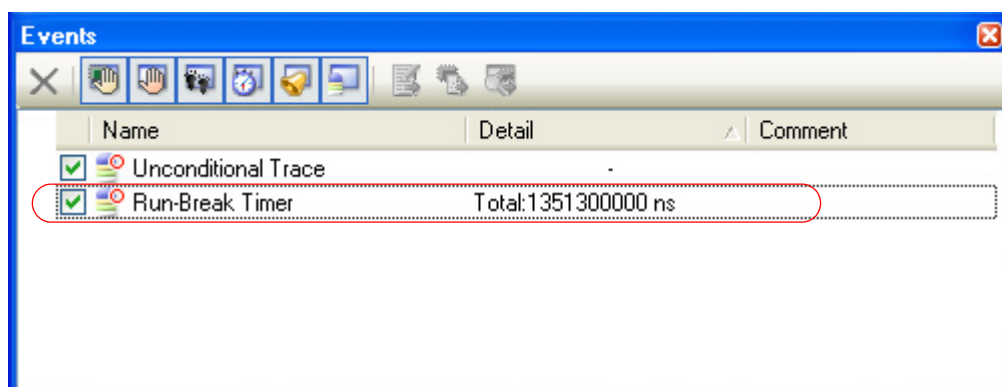 Events
Name Detail Comment
Unconditional Trace -
Run-Break Timer Total:1351300000 ns